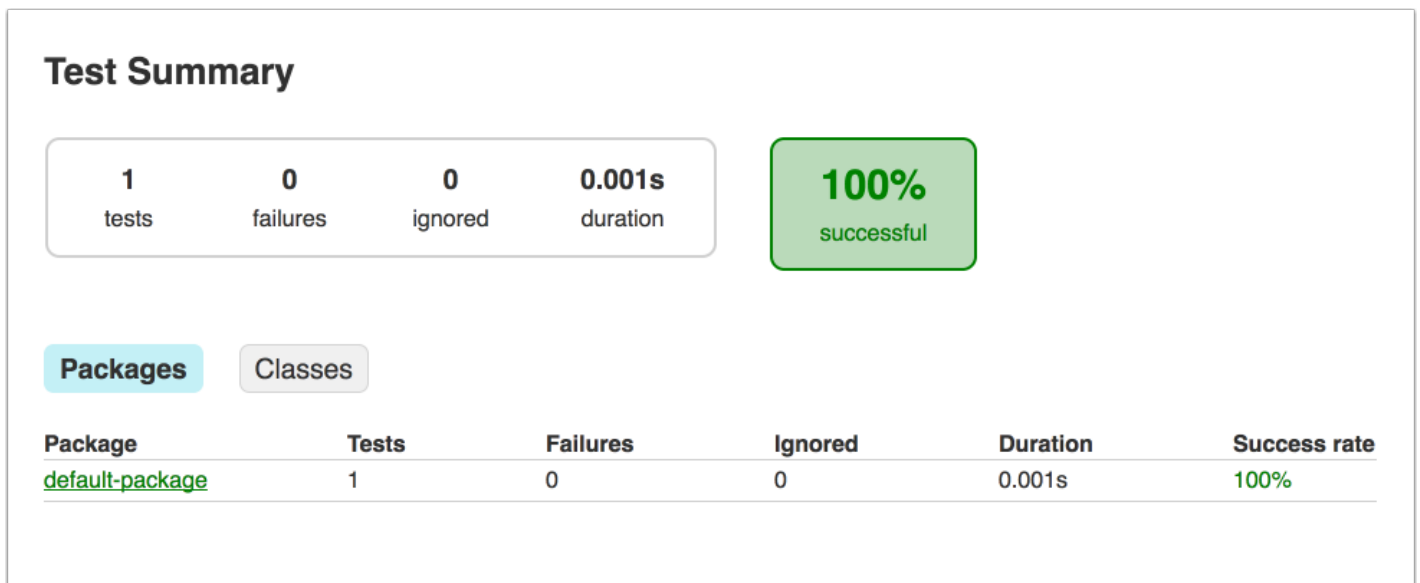 Test Summary
1 0 0 0.001s
tests failures ignored duration
100%
successful
Packages Classes
Package Tests Failures Ignored Duration Success rate
default-package 1 0 0 0.001s 100%